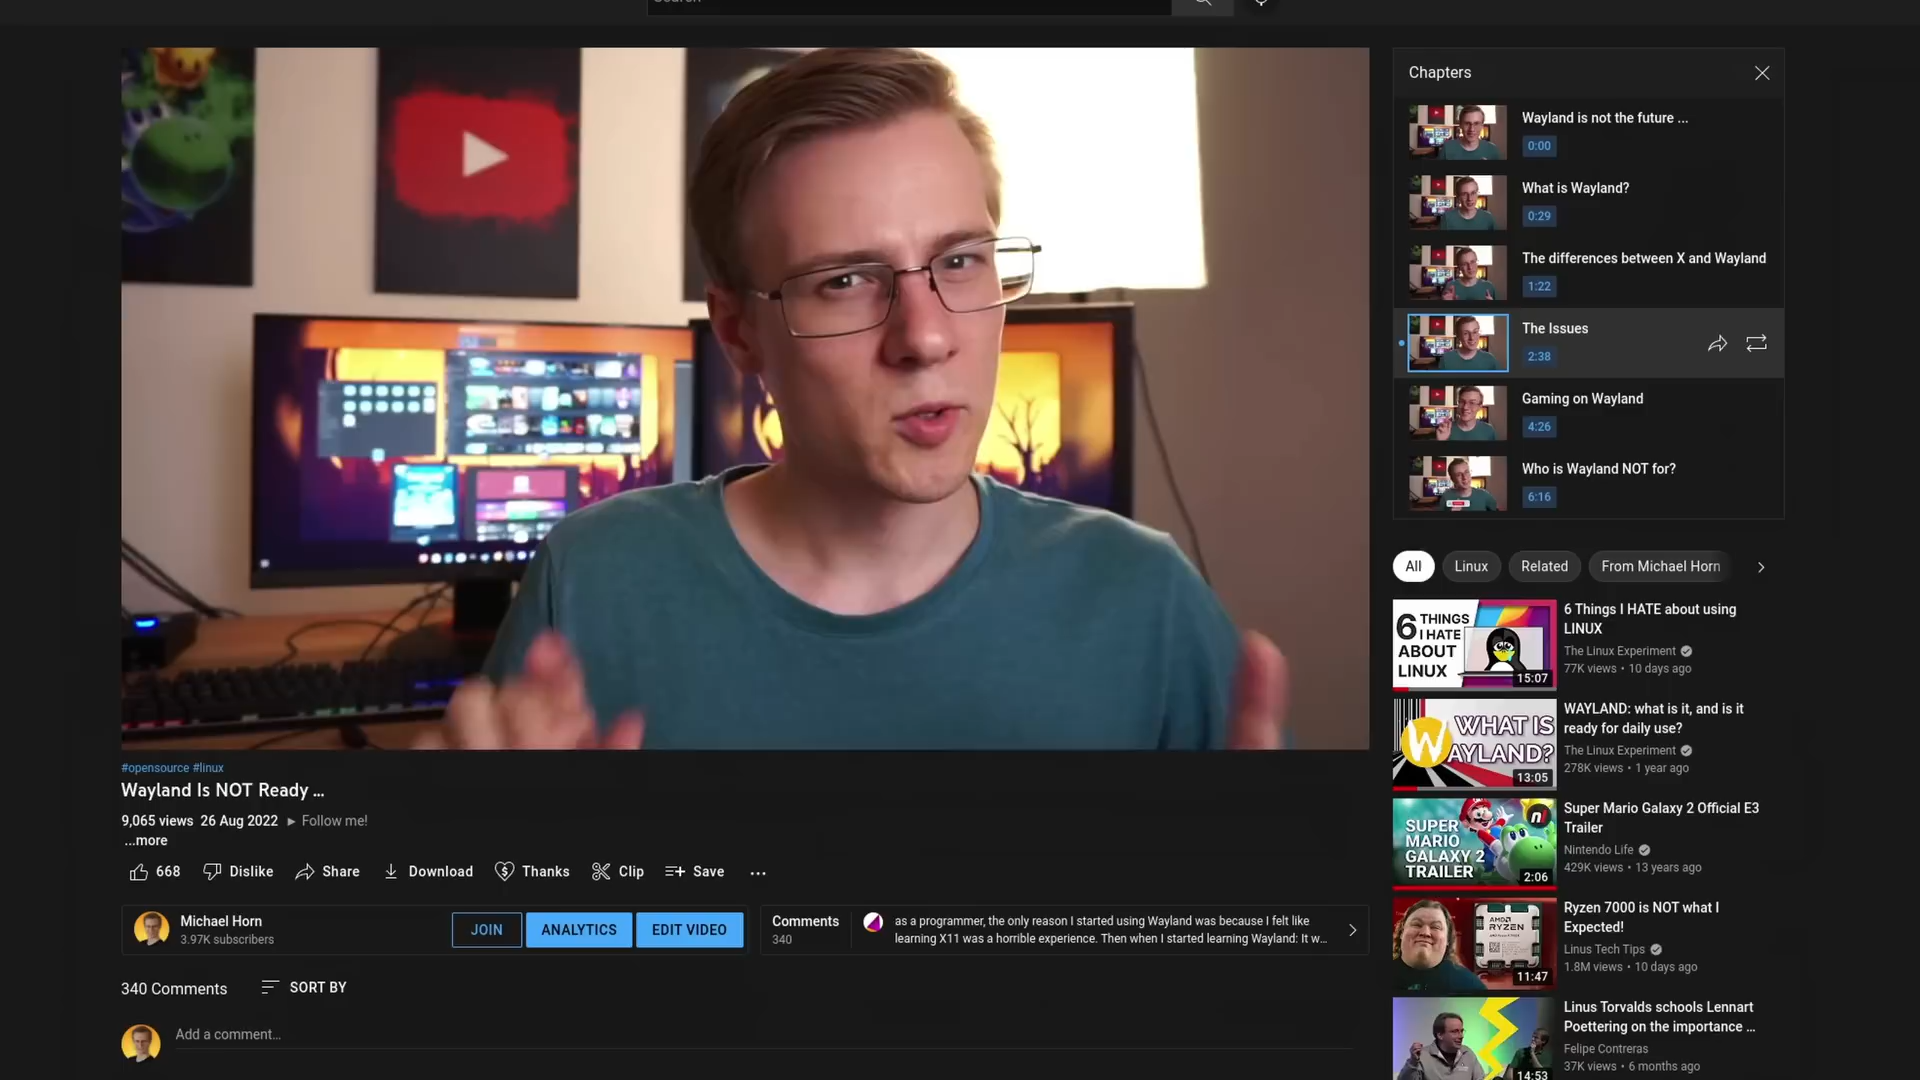 Chapters
Wayland is not the future ...
0:00
What is Wayland?
0:29
The differences between X and Wayland
1:22
The Issues
2:38
Gaming on Wayland
4:26
Who is Wayland NOT for?
6:16
#opensource #linux
Wayland Is NOT Ready ...
9,065 views 26 Aug 2022 ► Follow me!
...more
668 Dislike Share Download Thanks Clip Save ...
Michael Horn
3.97K subscribers
JOIN ANALYTICS EDIT VIDEO
Comments
340
as a programmer, the only reason I started using Wayland was because I felt like
learning X11 was a horrible experience. Then when I started learning Wayland: It w...
340 Comments SORT BY
Add a comment...
All Linux Related From Michael Horn
6 THINGS
I HATE
ABOUT
LINUX
15:07
6 Things I HATE about using
LINUX
The Linux Experiment
77K views • 10 days ago
WHAT IS
WAYLAND?
13:05
WAYLAND: what is it, and is it
ready for daily use?
The Linux Experiment
278K views • 1 year ago
SUPER
MARIO
GALAXY 2
TRAILER
2:06
Super Mario Galaxy 2 Official E3
Trailer
Nintendo Life
429K views • 13 years ago
AMD
RYZEN
11:47
Ryzen 7000 is NOT what I
Expected!
Linus Tech Tips
1.8M views • 10 days ago
14:53
Linus Torvalds schools Lennart
Poettering on the importance ...
Felipe Contreras
37K views • 6 months ago